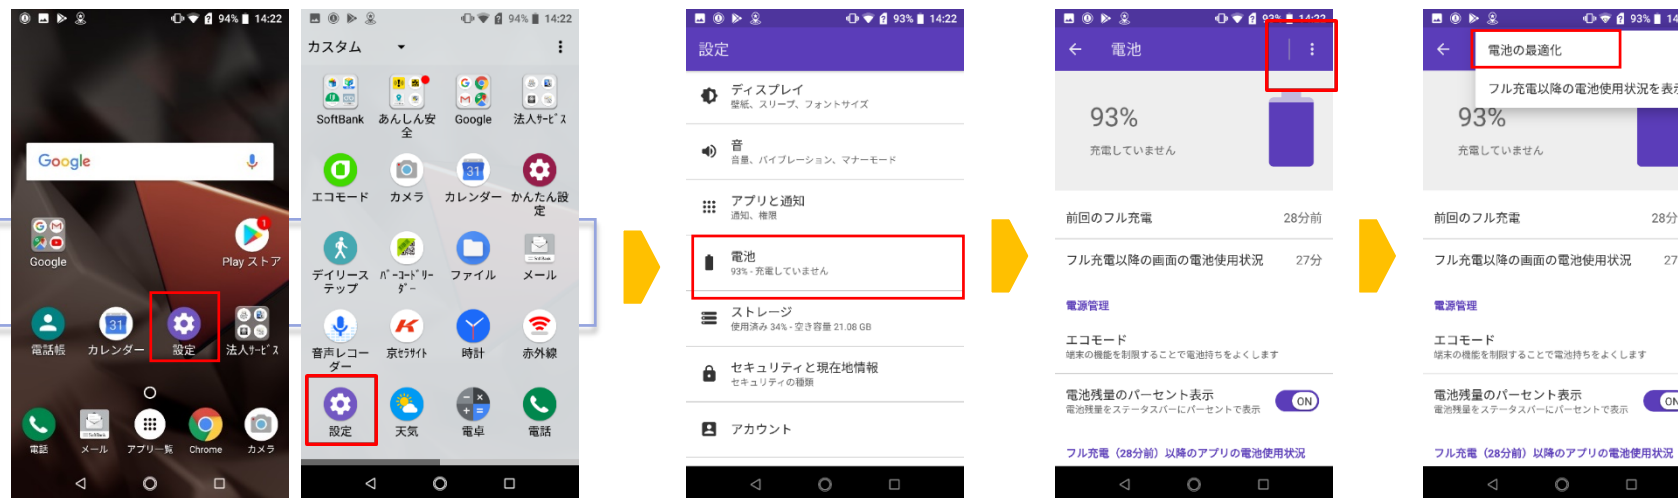 94% 14:22
Google
Google
Play ストア
1
31
電話帳
カレンダー
設定
法人ｻｰﾋﾞｽ
電話
メール
アプリ一覧
Chrome
カメラ
94% 14:22
カスタム
SoftBank
あんしん安
全
Google
法人ｻｰﾋﾞｽ
31
エコモード
カメラ
カレンダー
かんたん設
定
デイリース
テップ
ﾊﾞｰｺｰﾄﾞﾘｰ
ﾀﾞｰ
ファイル
メール
音声レコー
ダー
京ｾﾗｻｲﾄ
時計
赤外線
設定
天気
電卓
電話
93% 14:22
設定
ディスプレイ
壁紙、スリープ、フォントサイズ
音
音量、バイブレーション、マナーモード
アプリと通知
通知、権限
電池
93% - 充電していません
ストレージ
使用済み 34% - 空き容量 21.08 GB
セキュリティと現在地情報
セキュリティの種類
アカウント
93% 14:22
電池
93%
充電していません
前回のフル充電 28分前
フル充電以降の画面の電池使用状況 27分
電源管理
エコモード
端末の機能を制限することで電池持ちをよくします
電池残量のパーセント表示
電池残量をステータスバーにパーセントで表示
ON
フル充電（28分前）以降のアプリの電池使用状況
93% 14
電池の最適化
フル充電以降の電池使用状況を表示
93%
充電していません
前回のフル充電 28分
フル充電以降の画面の電池使用状況 27
電源管理
エコモード
端末の機能を制限することで電池持ちをよくします
電池残量のパーセント表示
電池残量をステータスバーにパーセントで表示
ON
フル充電（28分前）以降のアプリの電池使用状況